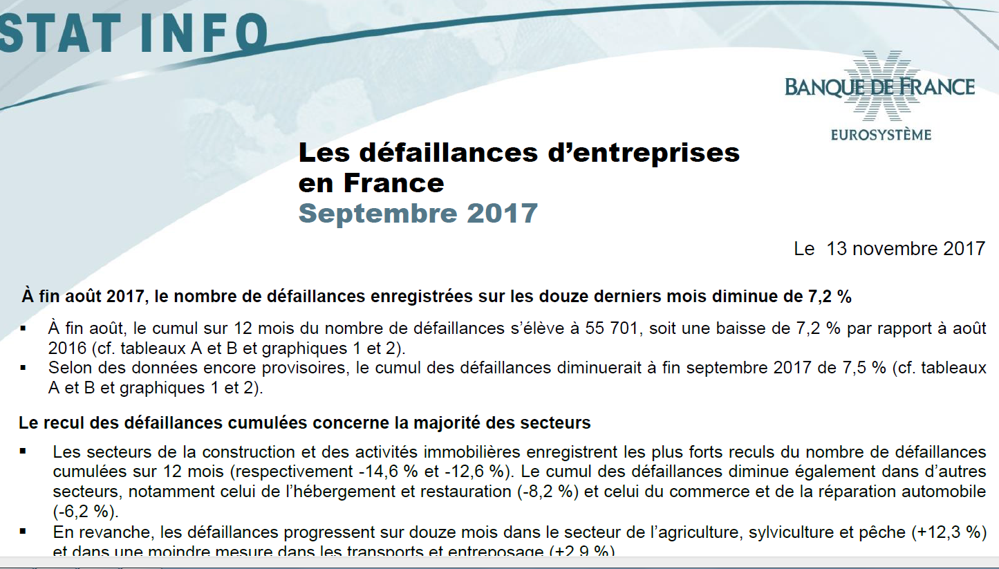 STAT INFO
BANQUE DE FRANCE
EUROSYSTÈME
Les défaillances d’entreprises
en France
Septembre 2017
Le 13 novembre 2017
À fin août 2017, le nombre de défaillances enregistrées sur les douze derniers mois diminue de 7,2 %
▪ À fin août, le cumul sur 12 mois du nombre de défaillances s’élève à 55 701, soit une baisse de 7,2 % par rapport à août
2016 (cf. tableaux A et B et graphiques 1 et 2).
▪ Selon des données encore provisoires, le cumul des défaillances diminuerait à fin septembre 2017 de 7,5 % (cf. tableaux
A et B et graphiques 1 et 2).
Le recul des défaillances cumulées concerne la majorité des secteurs
▪ Les secteurs de la construction et des activités immobilières enregistrent les plus forts reculs du nombre de défaillances
cumulées sur 12 mois (respectivement -14,6 % et -12,6 %). Le cumul des défaillances diminue également dans d’autres
secteurs, notamment celui de l’hébergement et restauration (-8,2 %) et celui du commerce et de la réparation automobile
(-6,2 %).
▪ En revanche, les défaillances progressent sur douze mois dans le secteur de l’agriculture, sylviculture et pêche (+12,3 %)
et dans une moindre mesure dans les transports et entreposage (+2,9 %)